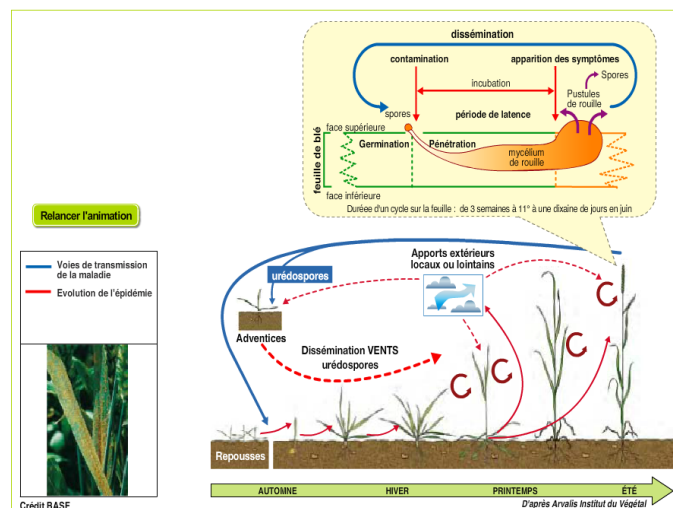 dissémination
contamination
apparition des symptômes
incubation
Spores
Pustules
de rouille
spores
période de latence
face supérieure
Germination
Pénétration
mycélium
de rouille
feuille de blé
face inférieure
Duréee d'un cycle sur la feuille : de 3 semaines à 11° à une dixaine de jours en juin
Relancer l'animation
Voies de transmission
de la maladie
Evolution de l'épidémie
urédospores
Apports extérieurs
locaux ou lointains
Adventices
Dissémination VENTS
urédospores
Repousses
AUTOMNE
HIVER
PRINTEMPS
ÉTÉ
Crédit BASF
D'après Arvalis Institut du Végétal